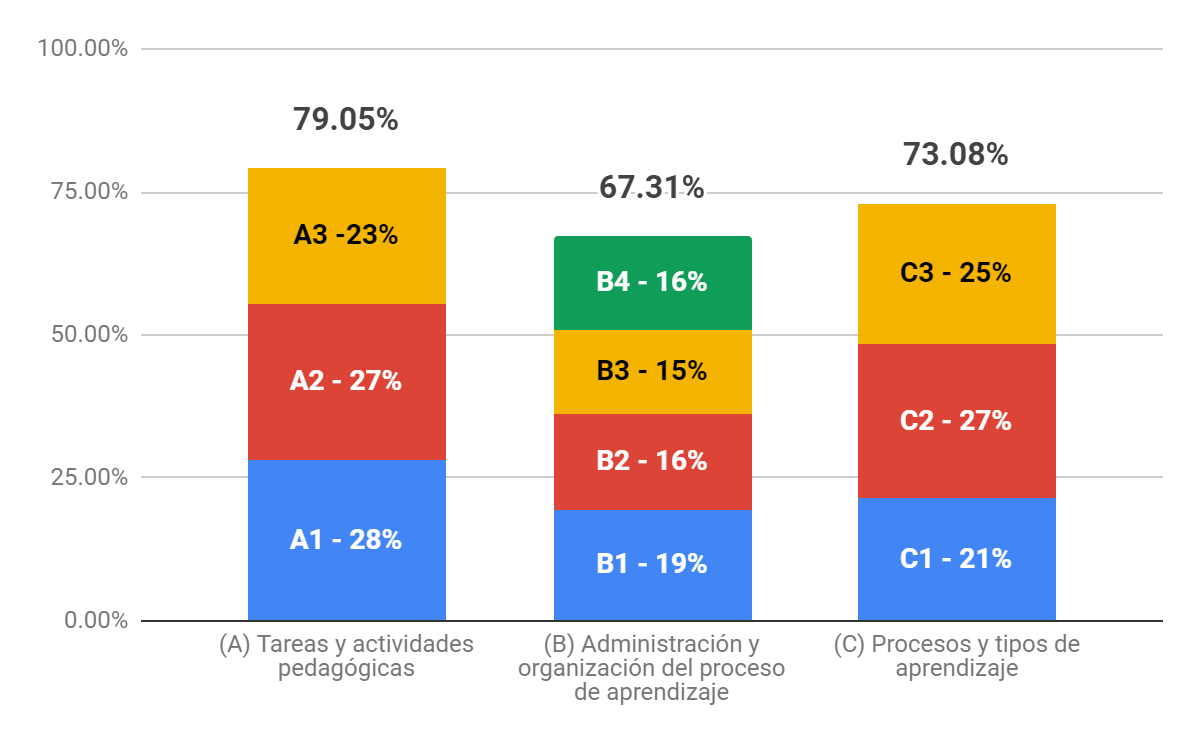 100.00%
79.05%
73.08%
75.00%
67.31%
A3 -23%
C3 - 25%
B4 - 16%
50.00%
B3 - 15%
A2 - 27%
C2 - 27%
B2 - 16%
25.00%
A1 - 28%
C1 - 21%
B1 - 19%
0.00%
(A) Tareas y actividades
pedagógicas
(B) Administración y
organización del proceso
de aprendizaje
(C) Procesos y tipos de
aprendizaje